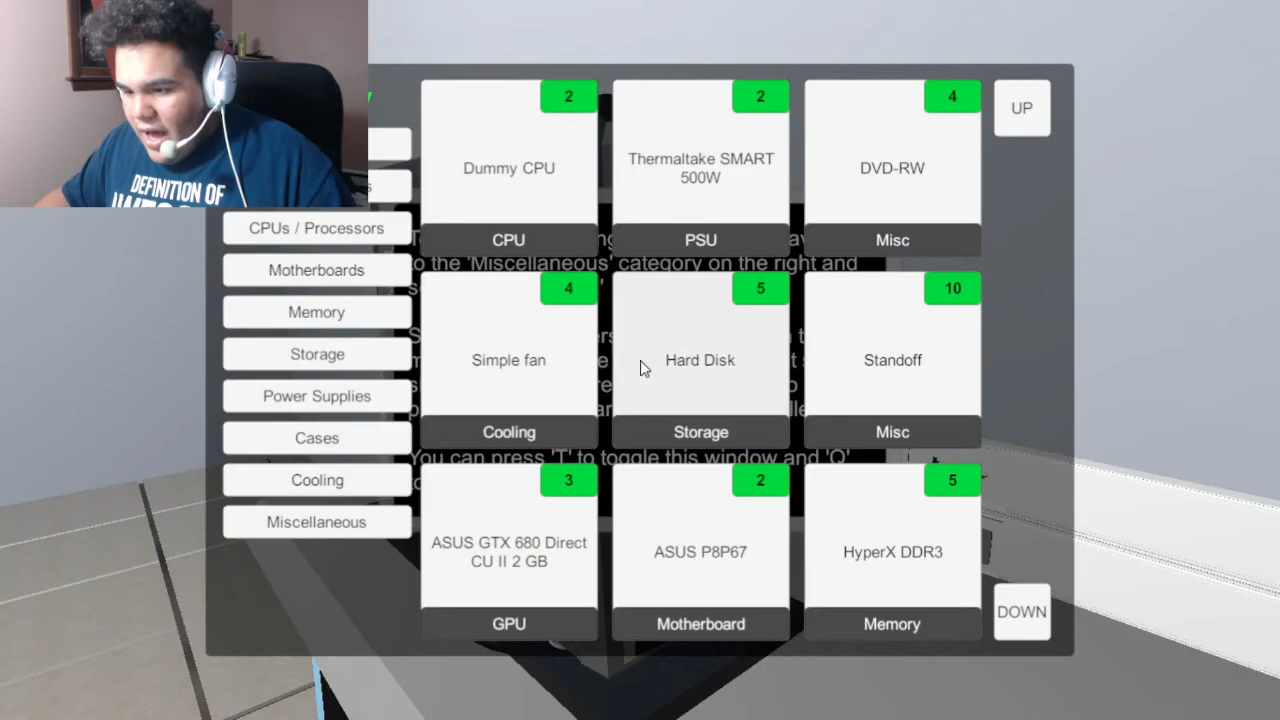 DEFINITION OF
2
Dummy CPU
CPU
2
Thermaltake SMART
500W
PSU
4
DVD-RW
Misc
UP
CPUs / Processors
Motherboards
Memory
Storage
Power Supplies
Cases
Cooling
Miscellaneous
to the 'Miscellaneous' category on the right and
4
Simple fan
Cooling
5
Hard Disk
Storage
10
Standoff
Misc
You can press 'T' to toggle this window and 'Q'
3
ASUS GTX 680 Direct
CU II 2 GB
GPU
2
ASUS P8P67
Motherboard
5
HyperX DDR3
Memory
DOWN